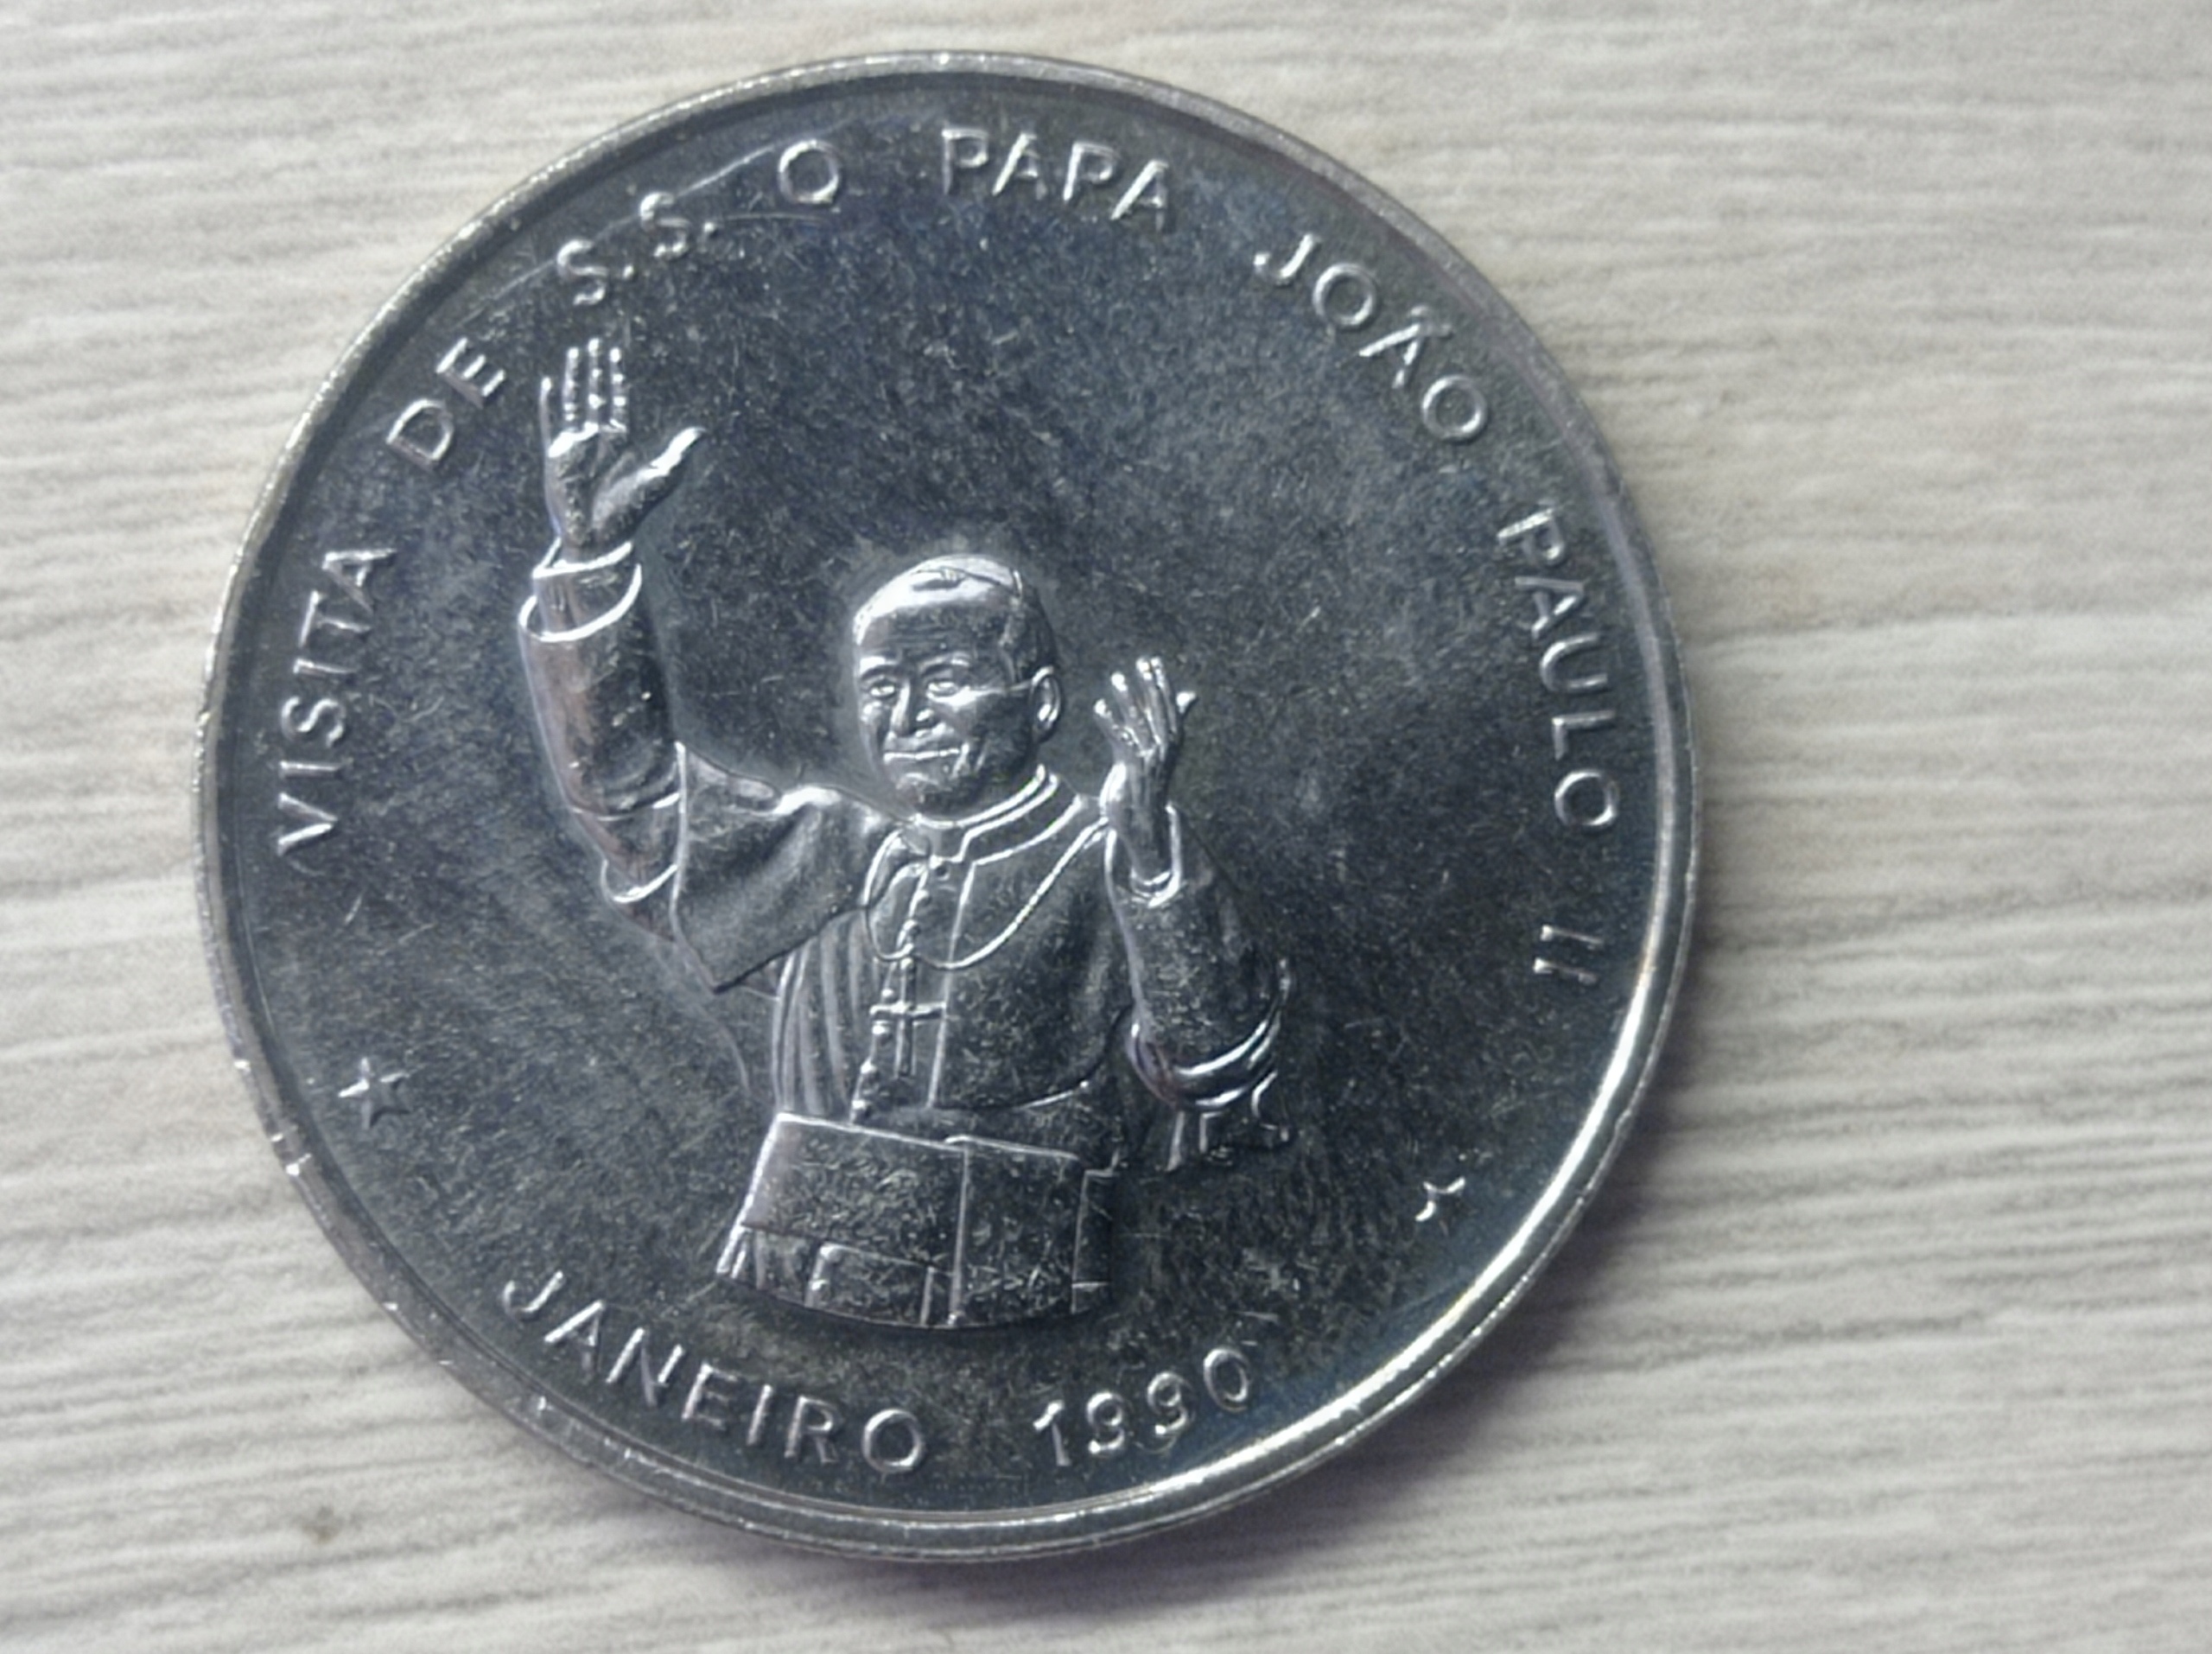 VISITA DE S.S. O PAPA JOÃO PAULO II
JANEIRO 1990